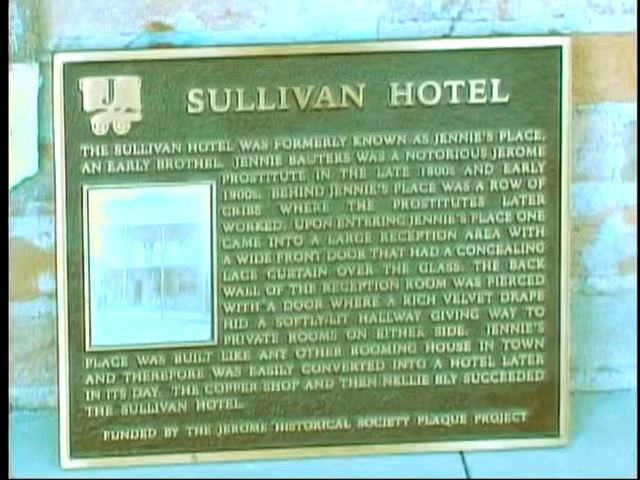 J
SULLIVAN HOTEL
THE SULLIVAN HOTEL WAS FORMERLY KNOWN AS JENNIE'S PLACE,
AN EARLY BROTHEL. JENNIE BAUTERS WAS A NOTORIOUS JEROME
PROSTITUTE IN THE LATE 1800s AND EARLY
1900s. BEHIND JENNIE'S PLACE WAS A ROW OF
CRIBS WHERE THE PROSTITUTES LATER
WORKED. UPON ENTERING JENNIE'S PLACE ONE
CAME INTO A LARGE RECEPTION AREA WITH
A WIDE FRONT DOOR THAT HAD A CONCEALING
LACE CURTAIN OVER THE GLASS. THE BACK
WALL OF THE RECEPTION ROOM WAS PIERCED
WITH A DOOR WHERE A RICH VELVET DRAPE
HID A SOFTLY-LIT HALLWAY GIVING WAY TO
PRIVATE ROOMS ON EITHER SIDE. JENNIE'S
PLACE WAS BUILT LIKE ANY OTHER ROOMING HOUSE IN TOWN
AND THEREFORE WAS EASILY CONVERTED INTO A HOTEL LATER
IN ITS DAY. THE COPPER SHOP AND THEN NELLIE BLY SUCCEEDED
THE SULLIVAN HOTEL.
FUNDED BY THE JEROME HISTORICAL SOCIETY PLAQUE PROJECT